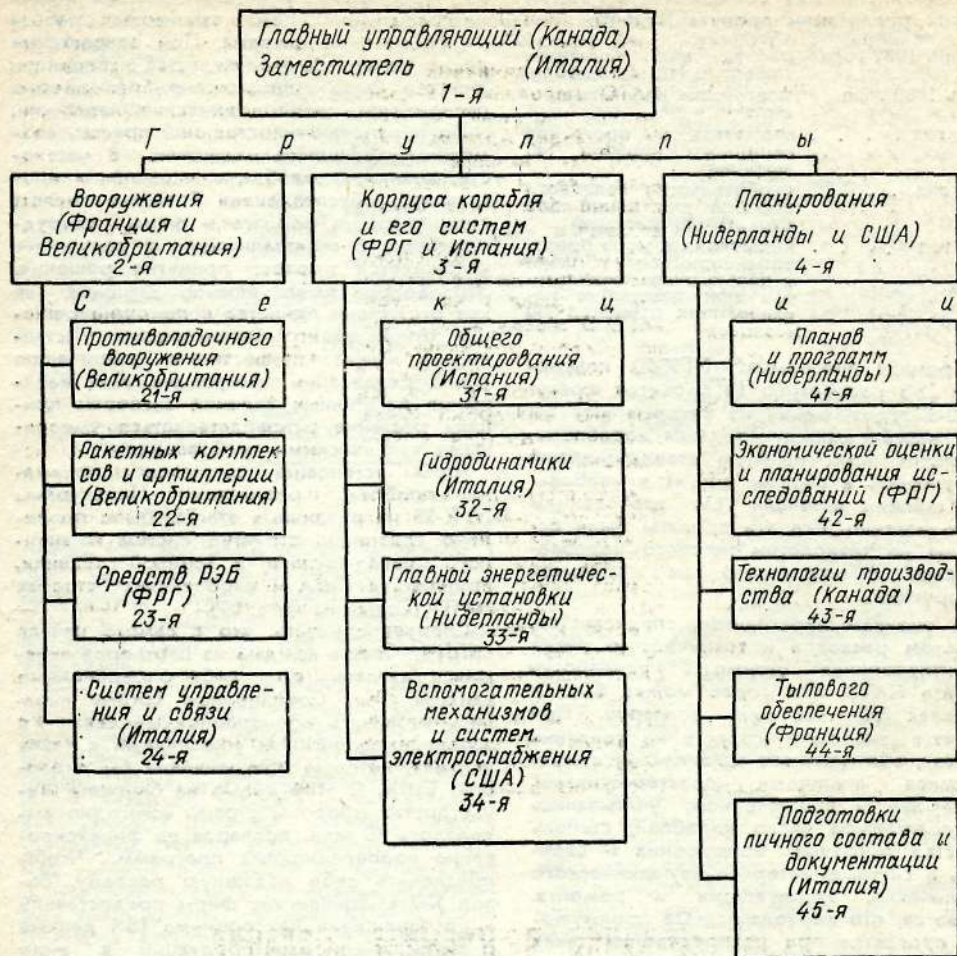 Главный управляющий (Канада)
Заместитель (Италия)
1-я
Группы
Вооружения
(Франция и
Великобритания)
2-я
Корпуса корабля
и его систем
(ФРГ и Испания)
3-я
Планирования
(Нидерланды и США)
4-я
Секции
Противолодочного
вооружения
(Великобритания)
21-я
Ракетных комплек-
сов и артиллерии
(Великобритания)
22-я
Средств РЭБ
(ФРГ)
23-я
Систем управле-
ния и связи
(Италия)
24-я
Общего
проектирования
(Испания)
31-я
Гидродинамики
(Италия)
32-я
Главной энергетичес-
кой установки
(Нидерланды)
33-я
Вспомогательных
механизмов
и систем
электроснабжения
(США)
34-я
Планов
и программ
(Нидерланды)
41-я
Экономической оценки
и планирования ис-
следований (ФРГ)
42-я
Технологии производ-
ства (Канада)
43-я
Тылового
обеспечения
(Франция)
44-я
Подготовки
личного состава и
документации
(Италия)
45-я